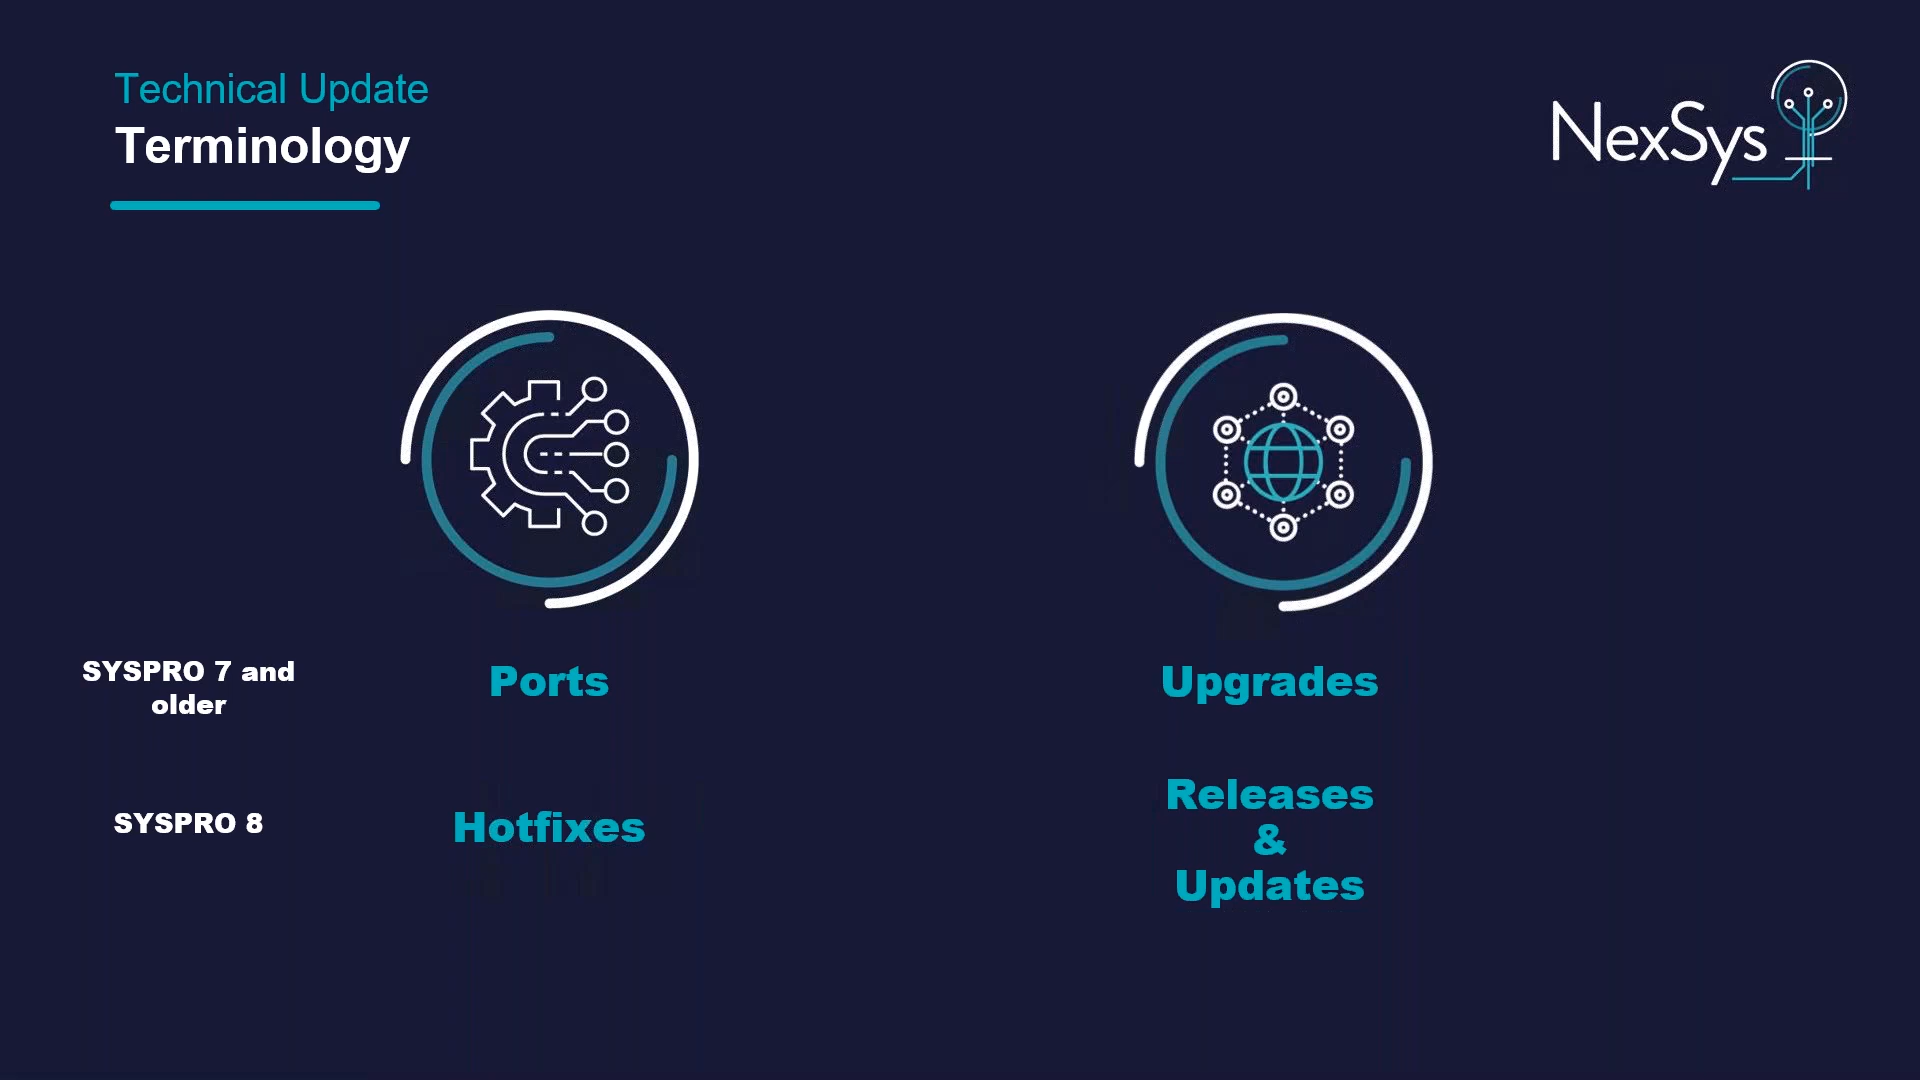 Technical Update
Terminology
NexSys
SYSPRO 7 and
older
Ports
Upgrades
SYSPRO 8
Hotfixes
Releases
&
Updates